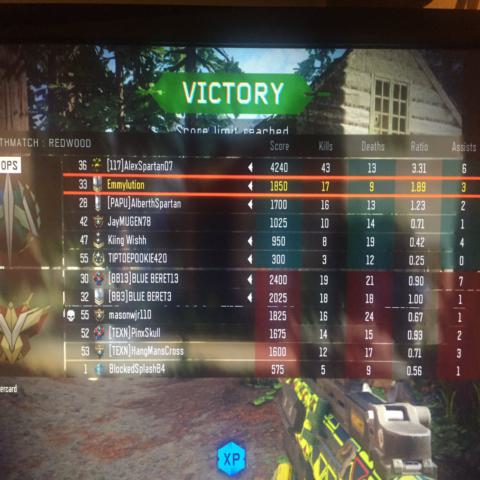 VICTORY
Score limit reached
THMATCH : REDWOOD Score Kills Deaths Ratio Assists
OPS
36 [117]AlexSpartan07 4240 43 13 3.31 6
33 Emmylution 1850 17 9 1.89 3
28 [PAPU]AlberthSpartan 1700 16 13 1.23 2
42 JayMUGEN78 1025 10 14 0.71 1
47 Kiing Wishh 950 8 19 0.42 4
55 TIPTOEPOOKIE420 300 3 12 0.25 0
30 [BB13]BLUE BERET13 2400 19 21 0.90 7
32 [BB3]BLUE BERET3 2025 18 18 1.00 1
55 masonwjr110 1825 16 24 0.67 1
52 [TEXN]PinxSkull 1675 14 15 0.93 2
53 [TEXN]HangMansCross 1600 12 17 0.71 3
1 BlockedSplash84 575 5 9 0.56 1
ercard
XP